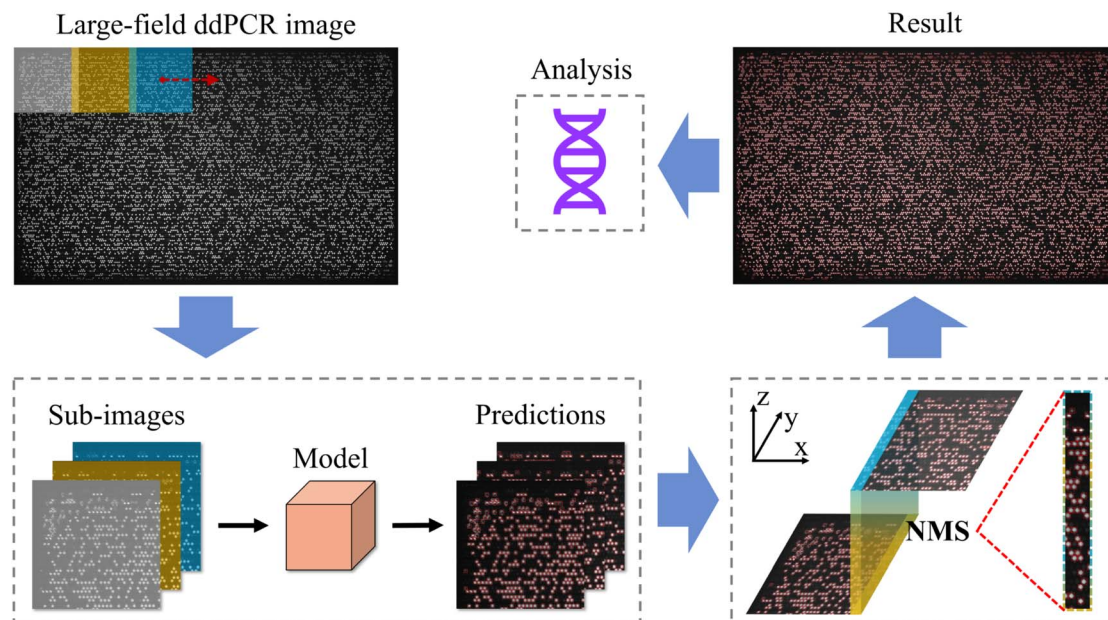 Large-field ddPCR image
Result
Analysis
Sub-images
Model
Predictions
z
y
x
NMS